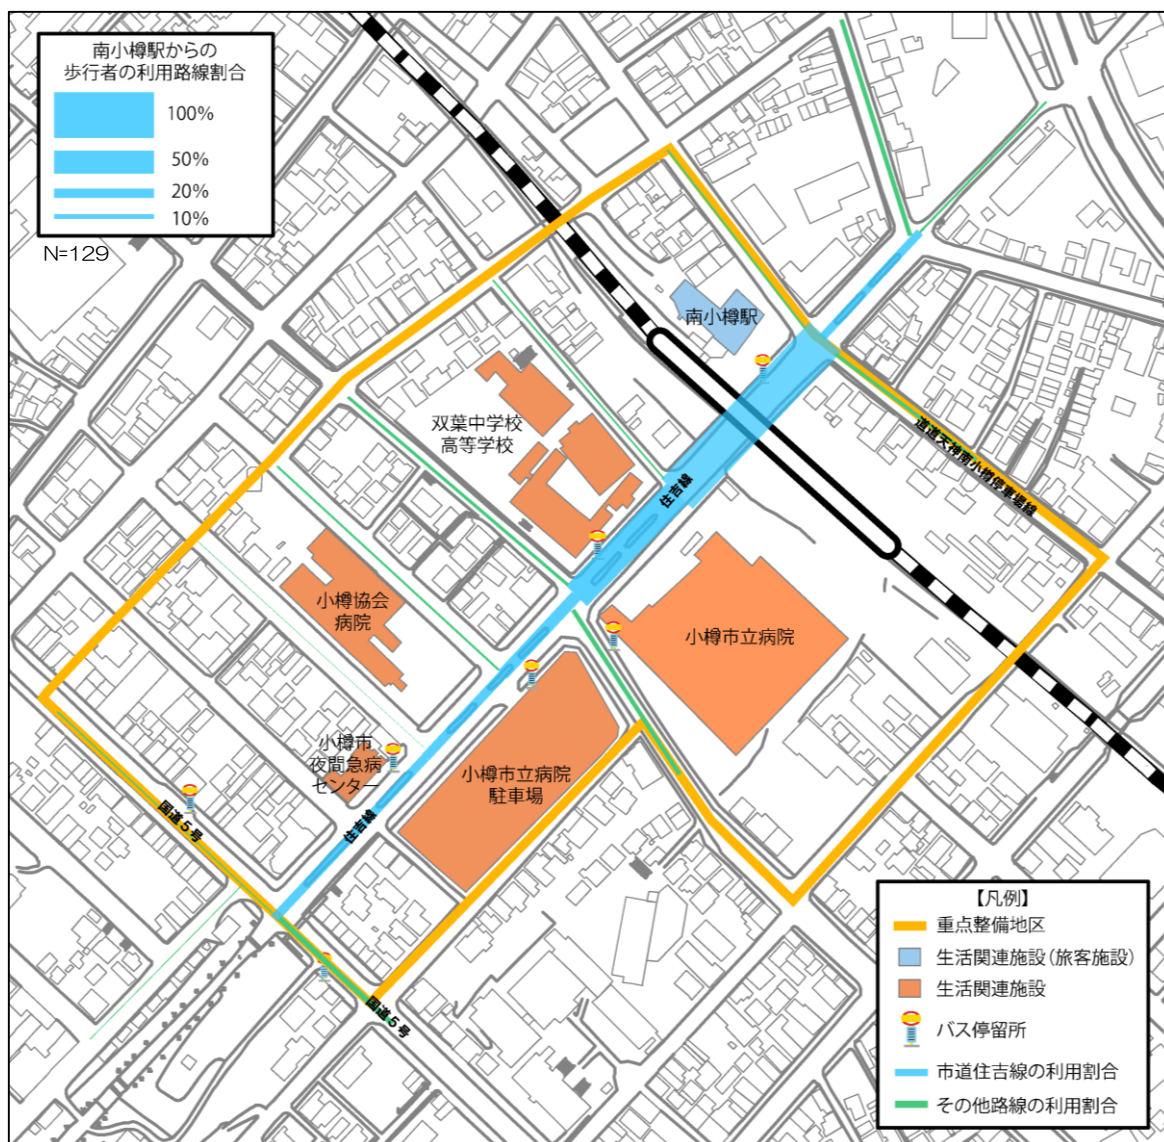 南小樽駅からの
歩行者の利用路線割合
100%
50%
20%
10%
N=129
南小樽駅
双葉中学校
高等学校
住吉線
道道天神南小樽停車場線
小樽協会
病院
小樽市立病院
小樽市
夜間急病
センター
小樽市立病院
駐車場
住吉線
国道5号
国道5号
【凡例】
重点整備地区
生活関連施設(旅客施設)
生活関連施設
バス停留所
市道住吉線の利用割合
その他路線の利用割合